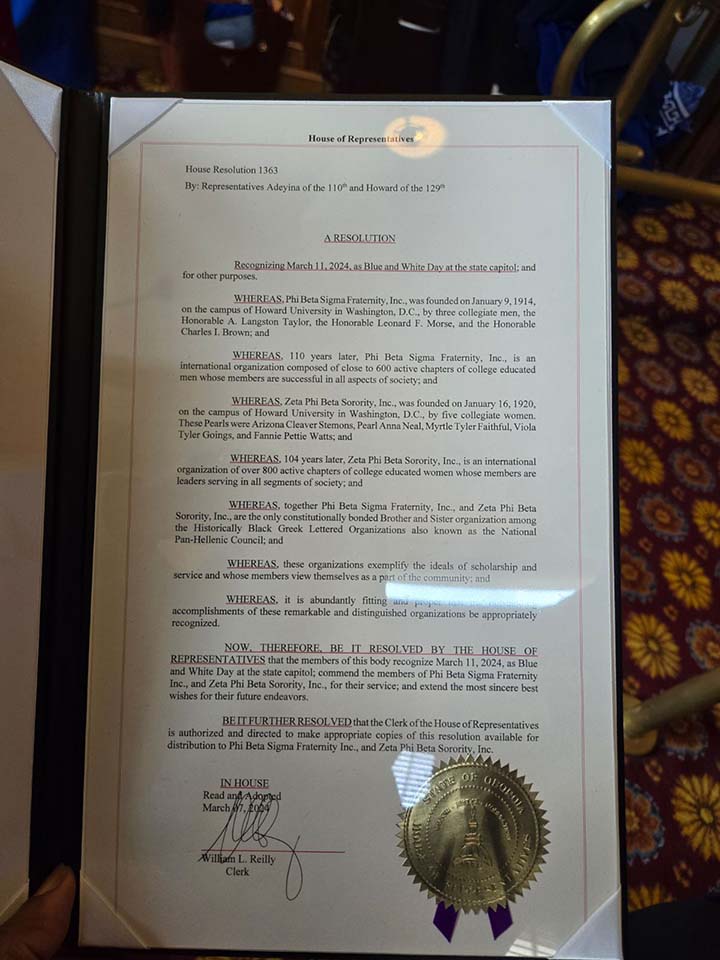 House of Representatives
House Resolution 1363
By: Representatives Adeyina of the 110th and Howard of the 129th
A RESOLUTION
Recognizing March 11, 2024, as Blue and White Day at the state capitol; and
for other purposes.
WHEREAS, Phi Beta Sigma Fraternity, Inc., was founded on January 9, 1914,
on the campus of Howard University in Washington, D.C., by three collegiate men, the
Honorable A. Langston Taylor, the Honorable Leonard F. Morse, and the Honorable
Charles I. Brown; and
WHEREAS, 110 years later, Phi Beta Sigma Fraternity, Inc., is an
international organization composed of close to 600 active chapters of college educated
men whose members are successful in all aspects of society; and
WHEREAS, Zeta Phi Beta Sorority, Inc., was founded on January 16, 1920,
on the campus of Howard University in Washington, D.C., by five collegiate women.
These Pearls were Arizona Cleaver Stemons, Pearl Anna Neal, Myrtle Tyler Faithful, Viola
Tyler Goings, and Fannie Pettie Watts; and
WHEREAS, 104 years later, Zeta Phi Beta Sorority, Inc., is an international
organization of over 800 active chapters of college educated women whose members are
leaders serving in all segments of society; and
WHEREAS, together Phi Beta Sigma Fraternity, Inc., and Zeta Phi Beta
Sorority, Inc., are the only constitutionally bonded Brother and Sister organization among
the Historically Black Greek Lettered Organizations also known as the National
Pan-Hellenic Council; and
WHEREAS, these organizations exemplify the ideals of scholarship and
service and whose members view themselves as a part of the community; and
WHEREAS, it is abundantly fitting and proper
accomplishments of these remarkable and distinguished organizations be appropriately
recognized.
NOW, THEREFORE, BE IT RESOLVED BY THE HOUSE OF
REPRESENTATIVES that the members of this body recognize March 11, 2024, as Blue
and White Day at the state capitol; commend the members of Phi Beta Sigma Fraternity
Inc., and Zeta Phi Beta Sorority, Inc., for their service; and extend the most sincere best
wishes for their future endeavors.
BE IT FURTHER RESOLVED that the Clerk of the House of Representatives
is authorized and directed to make appropriate copies of this resolution available for
distribution to Phi Beta Sigma Fraternity Inc., and Zeta Phi Beta Sorority, Inc.
IN HOUSE
Read and Adopted
March 07, 2024
William L. Reilly
Clerk
STATE OF GEORGIA